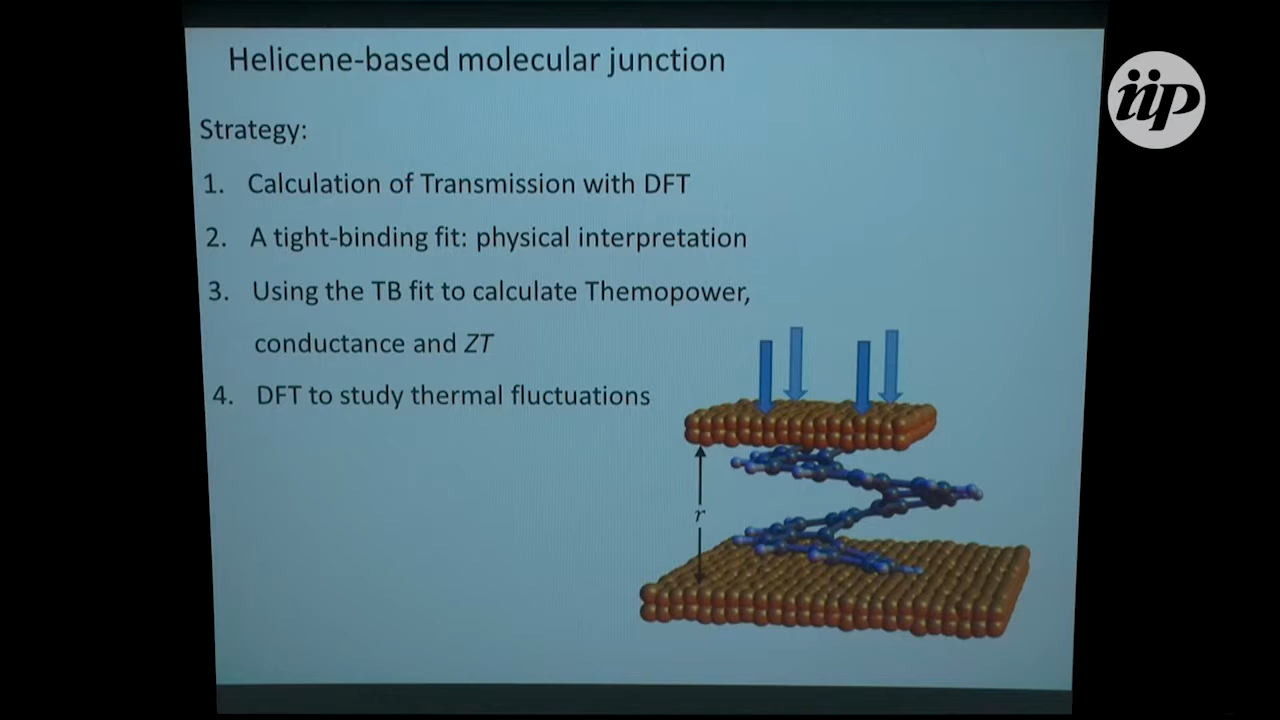 Helicene-based molecular junction
iip
Strategy:
1. Calculation of Transmission with DFT
2. A tight-binding fit: physical interpretation
3. Using the TB fit to calculate Themopower,
conductance and ZT
4. DFT to study thermal fluctuations
r